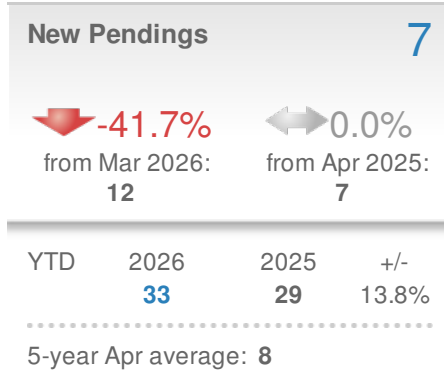 New Pendings 7
-41.7% 0.0%
from Mar 2026: from Apr 2025:
12 7
YTD 2026 2025 +/-
33 29 13.8%
5-year Apr average: 8